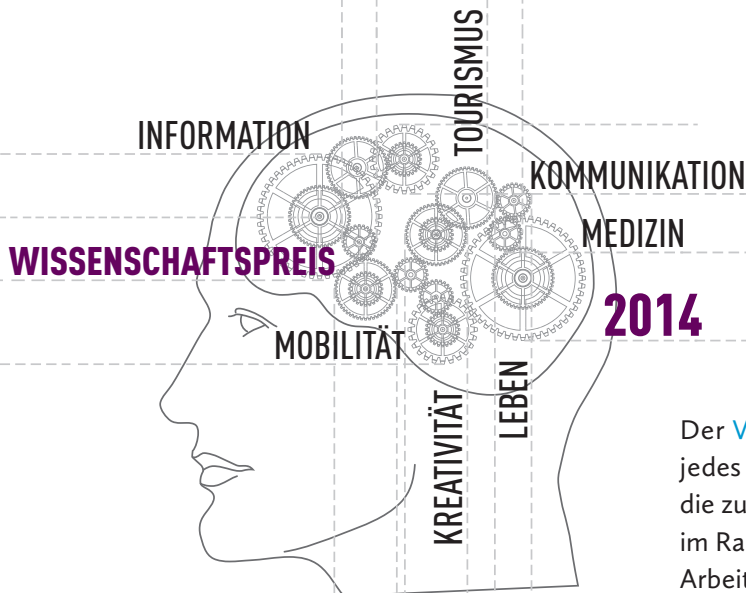 TOURISMUS
INFORMATION
KOMMUNIKATION
MEDIZIN
WISSENSCHAFTSPREIS
2014
MOBILITÄT
LEBEN
KREATIVITÄT
Der
jedes
die zu
im Ra
Arbeit